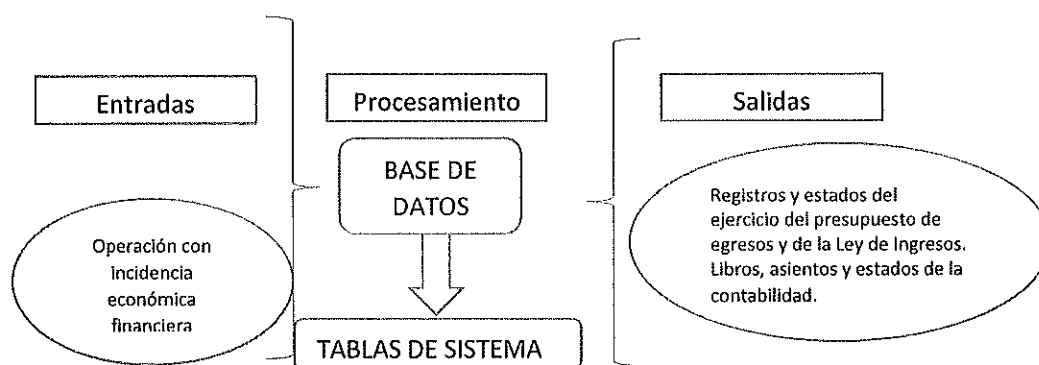 Entradas
Operación con
incidencia
económica
financiera
Procesamiento
BASE DE
DATOS
TABLAS DE SISTEMA
Salidas
Registros y estados del
ejercicio del presupuesto de
egresos y de la Ley de Ingresos.
Libros, asientos y estados de la
contabilidad.